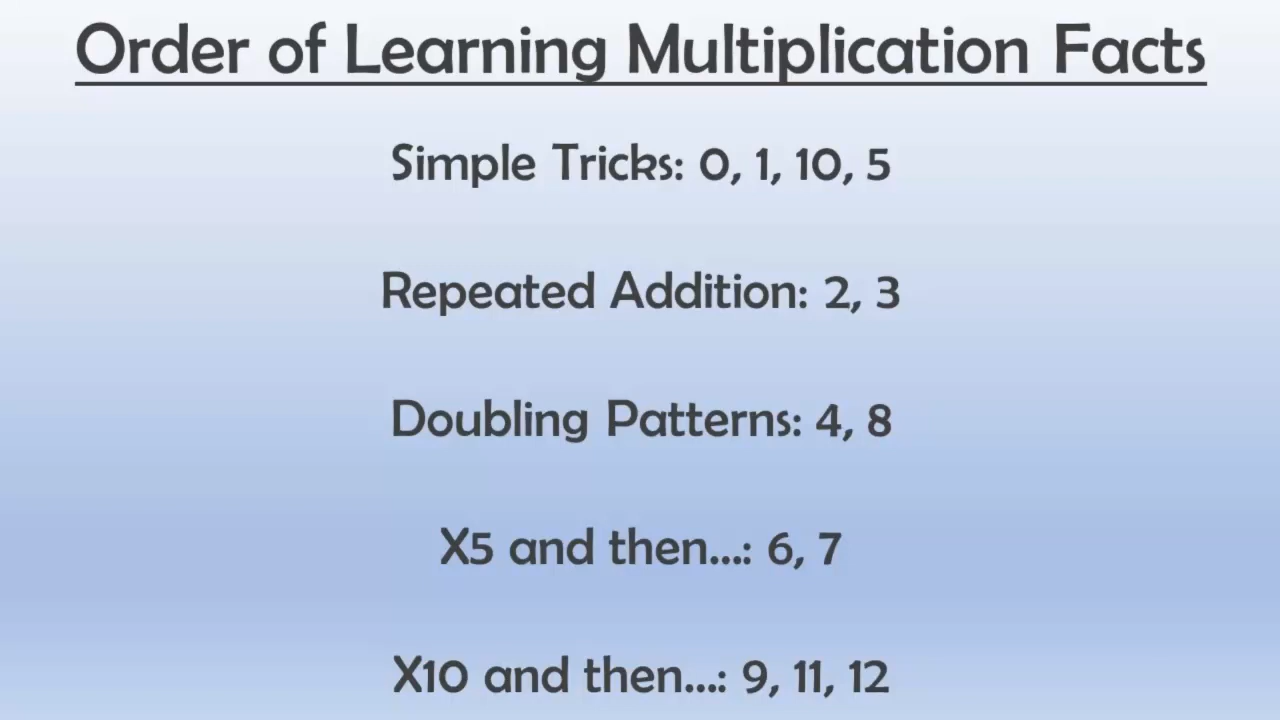 Order of Learning Multiplication Facts
Simple Tricks: 0, 1, 10, 5
Repeated Addition: 2, 3
Doubling Patterns: 4, 8
X5 and then...: 6, 7
X10 and then...: 9, 11, 12